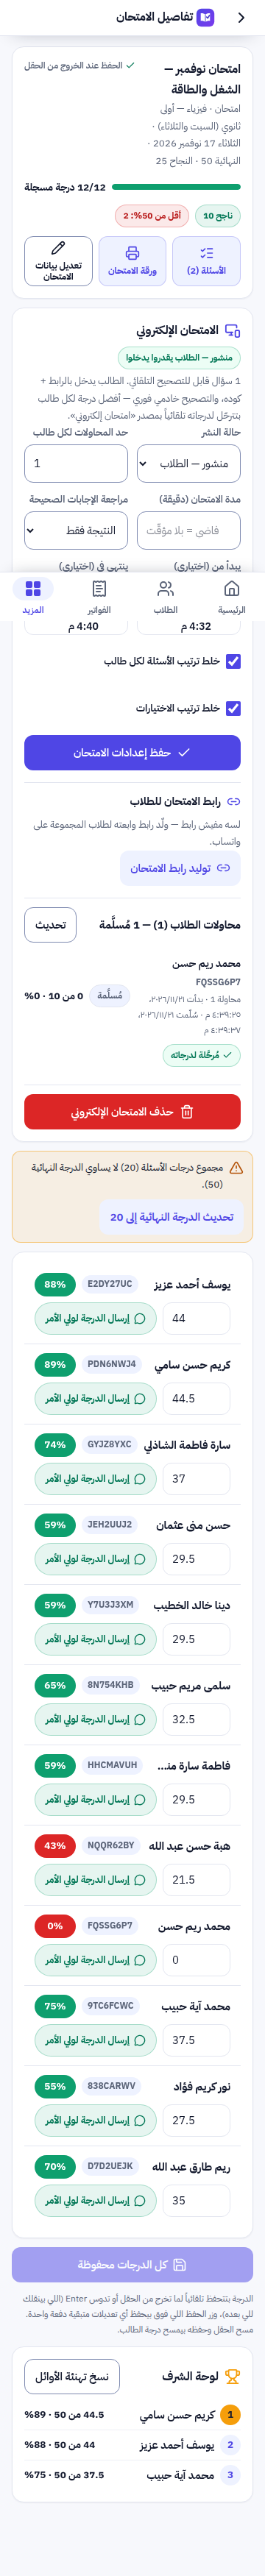 تفاصيل الامتحان
امتحان نوفمبر —
الشغل والطاقة
الحفظ عند الخروج من الحقل
امتحان · فيزياء — أولى
ثانوي (السبت والثلاثاء) ·
الثلاثاء 17 نوفمبر 2026 ·
النهائية 50 · النجاح 25
12/12 درجة مسجلة
ناجح 10
أقل من 50%: 2
الأسئلة (2)
ورقة الامتحان
تعديل بيانات
الامتحان
الامتحان الإلكتروني
منشور — الطلاب يقدروا يدخلوا
1 سؤال قابل للتصحيح التلقائي. الطالب يدخل بالرابط +
كوده، والتصحيح خادمي فوري — أفضل درجة لكل طالب
بتترحّل لدرجاته تلقائياً بمصدر «امتحان إلكتروني».
حالة النشر
حد المحاولات لكل طالب
منشور — الطلاب
1
مدة الامتحان (دقيقة)
مراجعة الإجابات الصحيحة
فاضي = بلا مؤقّت
النتيجة فقط
يبدأ من (اختياري)
ينتهي في (اختياري)
الرئيسية
الطلاب
الفواتير
المزيد
4:32 م
4:40 م
خلط ترتيب الأسئلة لكل طالب
خلط ترتيب الاختيارات
حفظ إعدادات الامتحان
رابط الامتحان للطلاب
لسه مفيش رابط — ولّد رابط وابعته لطلاب المجموعة على
واتساب.
توليد رابط الامتحان
محاولات الطلاب (1) — 1 مُسلَّمة
تحديث
محمد ريم حسن
FQSSG6P7
محاولة 1 · بدأت ٢٠٢٦/١١/٢١،
٤:٣٩:٢٥ م · سُلّمت ٢٠٢٦/١١/٢١،
٤:٣٩:٣٧ م
مُسلَّمة
0 من 10 · 0%
مُرحَّلة لدرجاته
حذف الامتحان الإلكتروني
مجموع درجات الأسئلة (20) لا يساوي الدرجة النهائية
(50).
تحديث الدرجة النهائية إلى 20
يوسف أحمد عزيز
E2DY27UC
88%
44
إرسال الدرجة لولي الأمر
كريم حسن سامي
PDN6NWJ4
89%
44.5
إرسال الدرجة لولي الأمر
سارة فاطمة الشاذلي
GYJZ8YXC
74%
37
إرسال الدرجة لولي الأمر
حسن منى عثمان
JEH2UUJ2
59%
29.5
إرسال الدرجة لولي الأمر
دينا خالد الخطيب
Y7U3J3XM
59%
29.5
إرسال الدرجة لولي الأمر
سلمى مريم حبيب
8N754KHB
65%
32.5
إرسال الدرجة لولي الأمر
فاطمة سارة منـ...
HHCMAVUH
59%
29.5
إرسال الدرجة لولي الأمر
هبة حسن عبد الله
NQQR62BY
43%
21.5
إرسال الدرجة لولي الأمر
محمد ريم حسن
FQSSG6P7
0%
0
إرسال الدرجة لولي الأمر
محمد آية حبيب
9TC6FCWC
75%
37.5
إرسال الدرجة لولي الأمر
نور كريم فؤاد
838CARWV
55%
27.5
إرسال الدرجة لولي الأمر
ريم طارق عبد الله
D7D2UEJK
70%
35
إرسال الدرجة لولي الأمر
كل الدرجات محفوظة
الدرجة بتتحفظ تلقائياً لما تخرج من الحقل أو تدوس Enter (اللي بينقلك
للي بعده)، وزر الحفظ اللي فوق بيحفظ أي تعديلات متبقية دفعة واحدة.
مسح الحقل وحفظه بيمسح درجة الطالب.
لوحة الشرف
نسخ تهنئة الأوائل
1
كريم حسن سامي
44.5 من 50 · 89%
2
يوسف أحمد عزيز
44 من 50 · 88%
3
محمد آية حبيب
37.5 من 50 · 75%